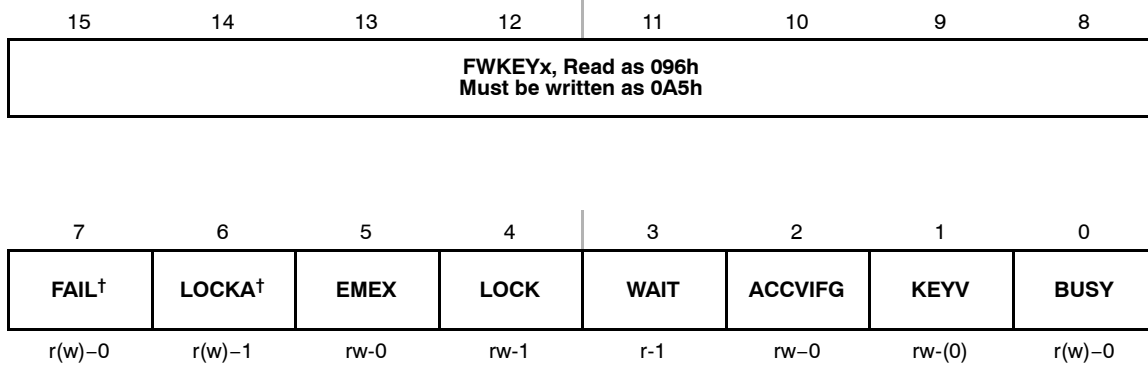 15 14 13 12 11 10 9 8
FWKEYx, Read as 096h
Must be written as 0A5h
7 6 5 4 3 2 1 0
FAIL† LOCKA† EMEX LOCK WAIT ACCVIFG KEYV BUSY
r(w)−0 r(w)−1 rw-0 rw-1 r-1 rw−0 rw-(0) r(w)−0